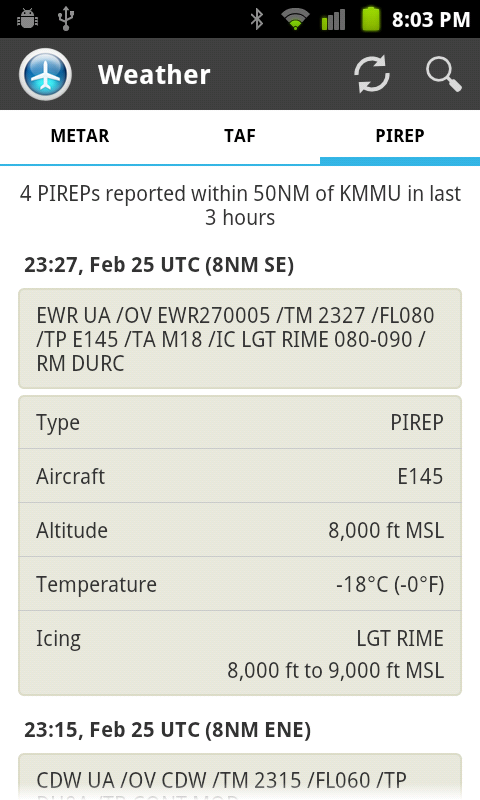 8:03 PM
Weather
METAR TAF PIREP
4 PIREPs reported within 50NM of KMMU in last
3 hours
23:27, Feb 25 UTC (8NM SE)
EWR UA /OV EWR270005 /TM 2327 /FL080
/TP E145 /TA M18 /IC LGT RIME 080-090 /
RM DURC
Type PIREP
Aircraft E145
Altitude 8,000 ft MSL
Temperature -18°C (-0°F)
Icing LGT RIME
8,000 ft to 9,000 ft MSL
23:15, Feb 25 UTC (8NM ENE)
CDW UA /OV CDW /TM 2315 /FL060 /TP